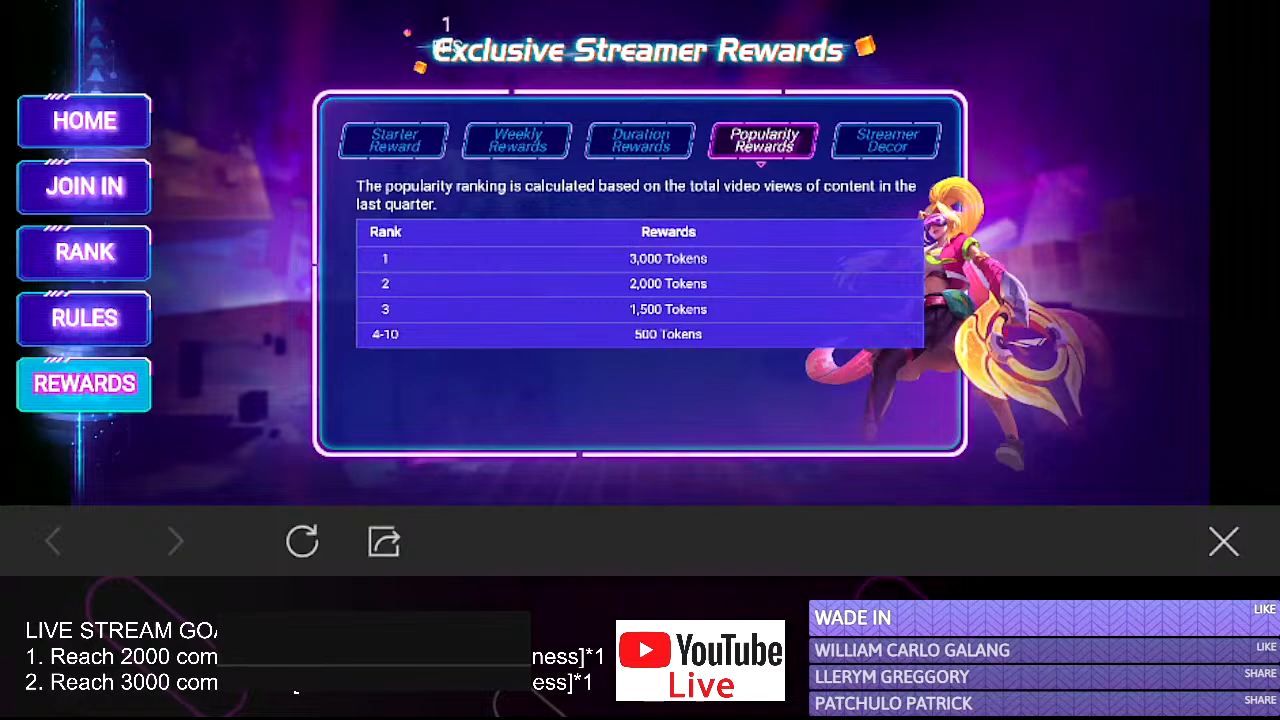 1
Exclusive Streamer Rewards
HOME
JOIN IN
RANK
RULES
REWARDS
Starter
Reward
Weekly
Rewards
Duration
Rewards
Popularity
Rewards
Streamer
Decor
The popularity ranking is calculated based on the total video views of content in the
last quarter.
Rank Rewards
1 3,000 Tokens
2 2,000 Tokens
3 1,500 Tokens
4-10 500 Tokens
LIVE STREAM GOA
1. Reach 2000 com ness]*1
2. Reach 3000 com [ ess]*1
YouTube
Live
WADE IN LIKE
WILLIAM CARLO GALANG LIKE
LLERYM GREGGORY SHARE
PATCHULO PATRICK SHARE